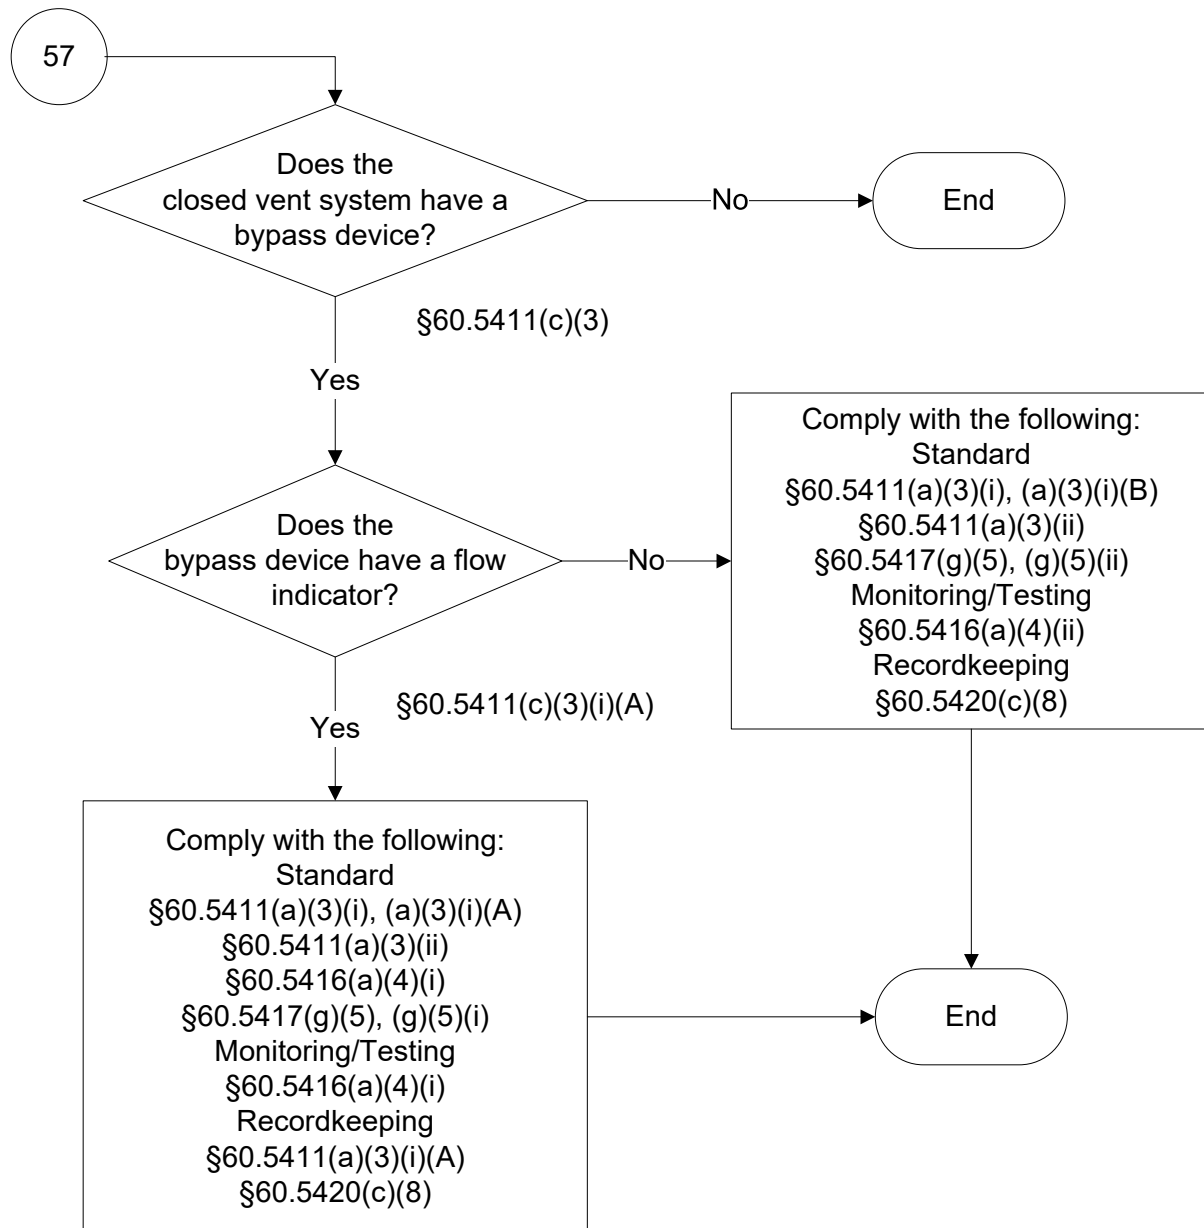 57
Does the
closed vent system have a
bypass device?
No
End
§60.5411(c)(3)
Yes
Does the
bypass device have a flow
indicator?
No
Comply with the following:
Standard
§60.5411(a)(3)(i), (a)(3)(i)(B)
§60.5411(a)(3)(ii)
§60.5417(g)(5), (g)(5)(ii)
Monitoring/Testing
§60.5416(a)(4)(ii)
Recordkeeping
§60.5420(c)(8)
§60.5411(c)(3)(i)(A)
Yes
Comply with the following:
Standard
§60.5411(a)(3)(i), (a)(3)(i)(A)
§60.5411(a)(3)(ii)
§60.5416(a)(4)(i)
§60.5417(g)(5), (g)(5)(i)
Monitoring/Testing
§60.5416(a)(4)(i)
Recordkeeping
§60.5411(a)(3)(i)(A)
§60.5420(c)(8)
End